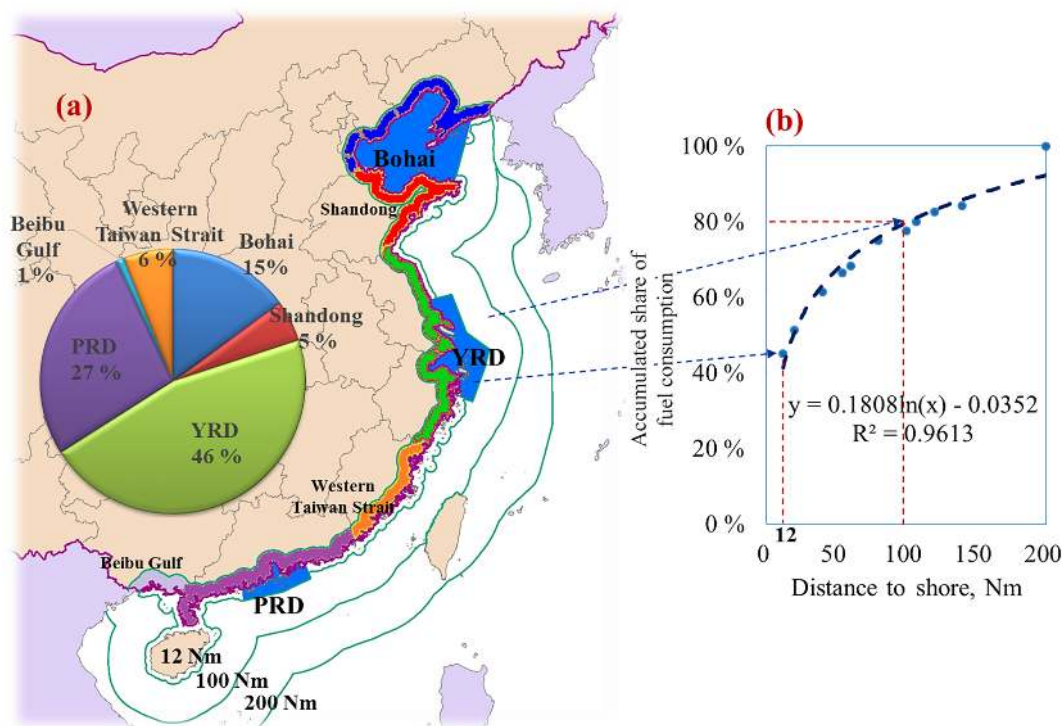 (a)
Bohai
Shandong
Beibu
Gulf
1%
Western
Taiwan Strait
6 %
Bohai
15%
Shandong
5 %
PRD
27 %
YRD
46 %
YRD
Western
Taiwan Strait
Beibu Gulf
PRD
12 Nm
100 Nm
200 Nm
(b)
100 %
80 %
60 %
40 %
20 %
0 %
Accumulated share of
fuel consumption
y = 0.1808ln(x) - 0.0352
R² = 0.9613
0 12 50 100 150 200
Distance to shore, Nm